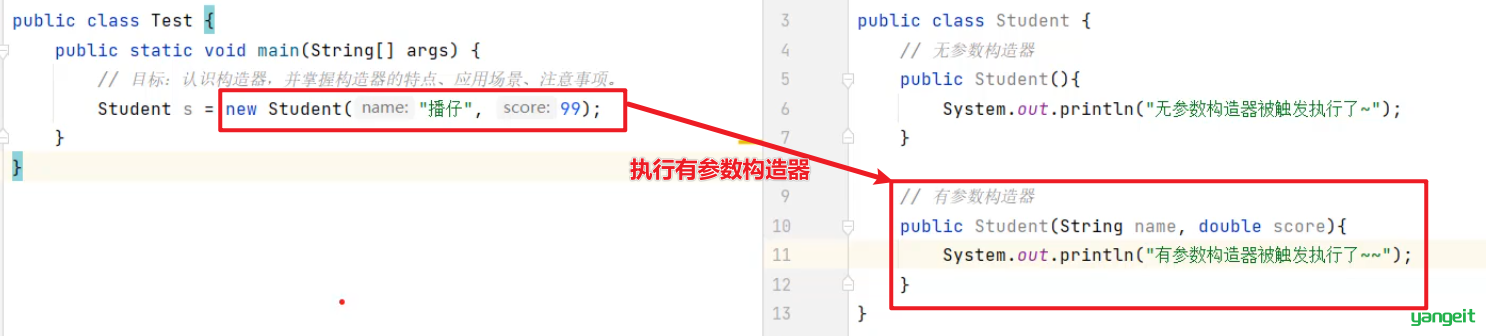 public class Test {
public static void main(String[] args) {
// 目标：认识构造器，并掌握构造器的特点、应用场景、注意事项。
Student s = new Student( name: "播仔", score: 99);
}
}
执行有参数构造器
3 public class Student {
4 // 无参数构造器
5 public Student(){
6 System.out.println("无参数构造器被触发执行了~");
7 }
9 // 有参数构造器
10 public Student(String name, double score){
11 System.out.println("有参数构造器被触发执行了~~");
12 }
13 }
yangeit